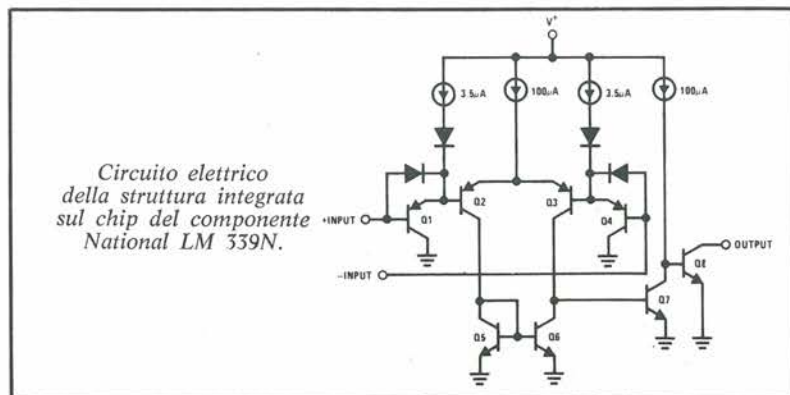 V+
3.5µA
100µA
3.5µA
100µA
Circuito elettrico
della struttura integrata
sul chip del componente
National LM 339N.
+INPUT
Q1
Q2
Q3
Q4
OUTPUT
Q8
-INPUT
Q7
Q5
Q6